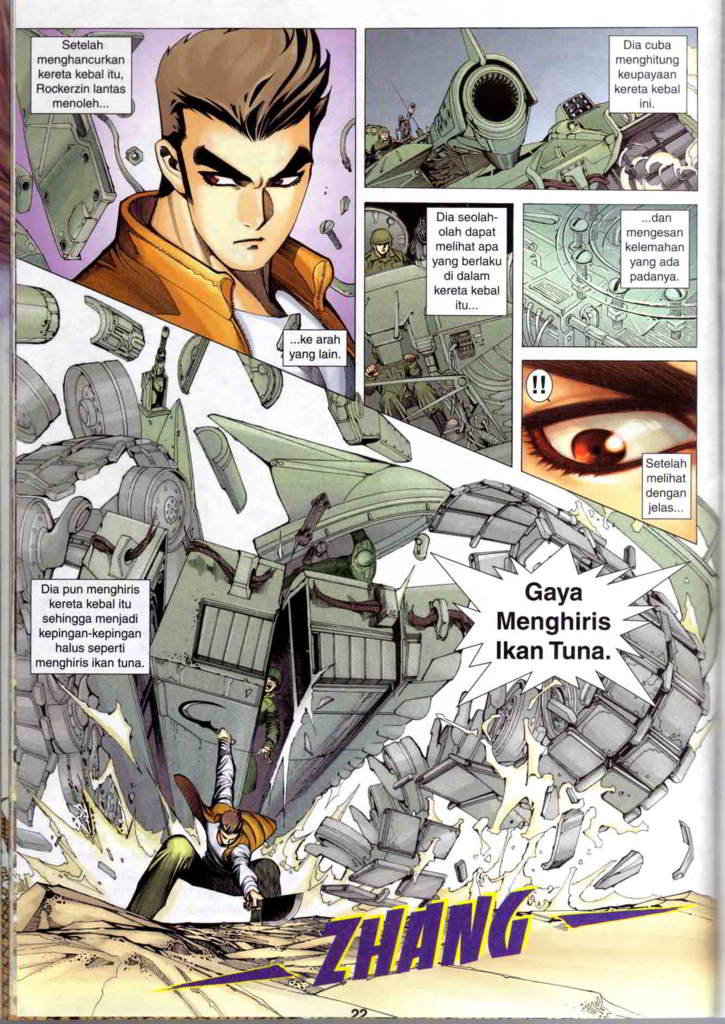 Setelah
menghancurkan
kereta kebal itu,
Rockerzin lantas
menoleh...
...ke arah
yang lain.
Dia cuba
menghitung
keupayaan
kereta kebal
ini.
Dia seolah-
olah dapat
melihat apa
yang berlaku
di dalam
kereta kebal
itu...
...dan
mengesan
kelemahan
yang ada
padanya.
!!
Setelah
melihat
dengan
jelas...
Dia pun menghiris
kereta kebal itu
sehingga menjadi
kepingan-kepingan
halus seperti
menghiris ikan tuna.
Gaya
Menghiris
Ikan Tuna.
ZHANG
22